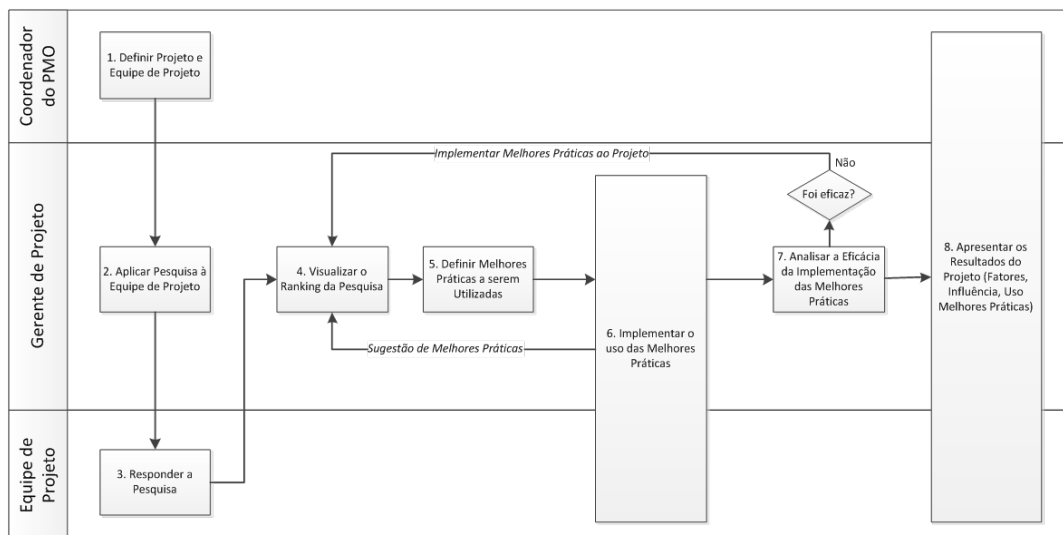 Coordenador
do PMO
1. Definir Projeto e
Equipe de Projeto
Gerente de Projeto
Implementar Melhores Práticas ao Projeto
Não
Foi eficaz?
2. Aplicar Pesquisa à
Equipe de Projeto
4. Visualizar o
Ranking da Pesquisa
5. Definir Melhores
Práticas a serem
Utilizadas
6. Implementar o
uso das Melhores
Práticas
7. Analisar a Eficácia
da Implementação
das Melhores
Práticas
8. Apresentar os
Resultados do
Projeto (Fatores,
Influência, Uso
Melhores Práticas)
Sugestão de Melhores Práticas
Equipe de
Projeto
3. Responder a
Pesquisa